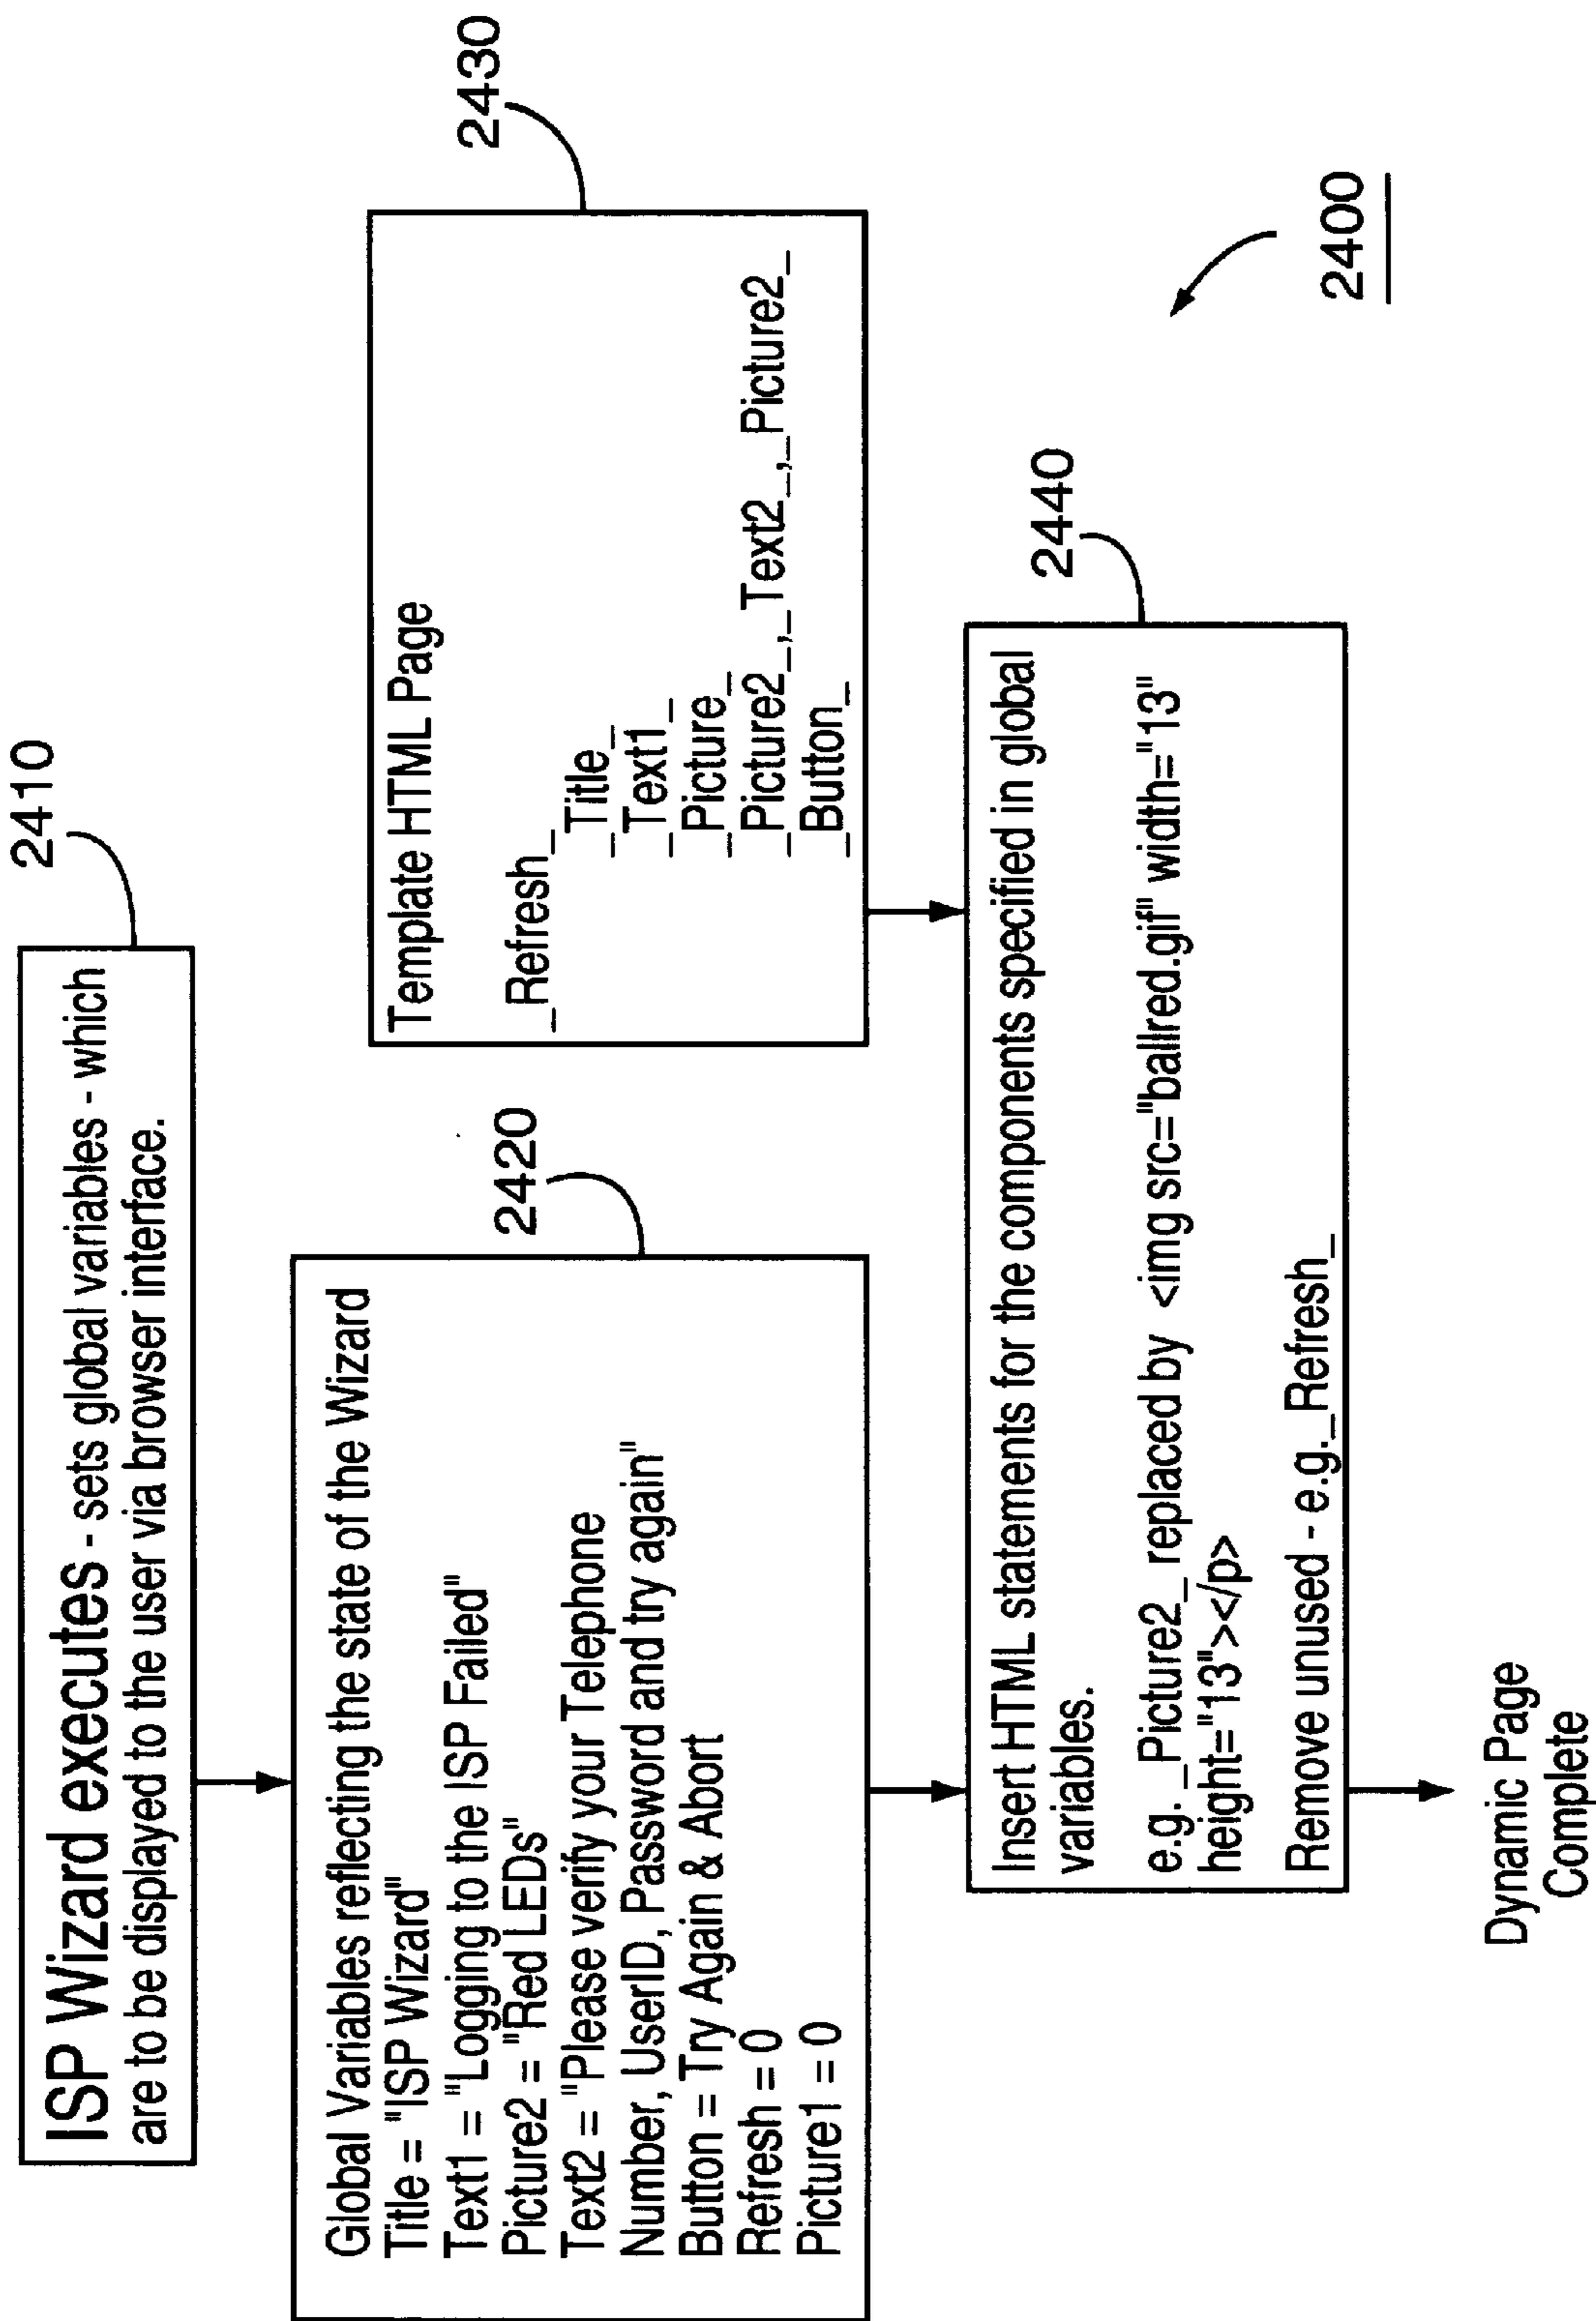 2410
ISP Wizard executes - sets global variables - which
are to be displayed to the user via browser interface.
2420
Global Variables reflecting the state of the Wizard
Title = "ISP Wizard"
Text1 = "Logging to the ISP Failed"
Picture2 = "Red LEDs"
Text2 = "Please verify your Telephone
Number, UserID, Password and try again"
Button = Try Again & Abort
Refresh = 0
Picture1 = 0
2430
Template HTML Page
_Refresh_
_Title_
_Text1_
_Picture_
_Picture2_,_Text2_,_Picture2_
_Button_
2440
Insert HTML statements for the components specified in global
variables.
e.g. _Picture2_ replaced by <img src="ballred.gif" width="13"
height="13"></p>
Remove unused - e.g._Refresh_
Dynamic Page
Complete
2400